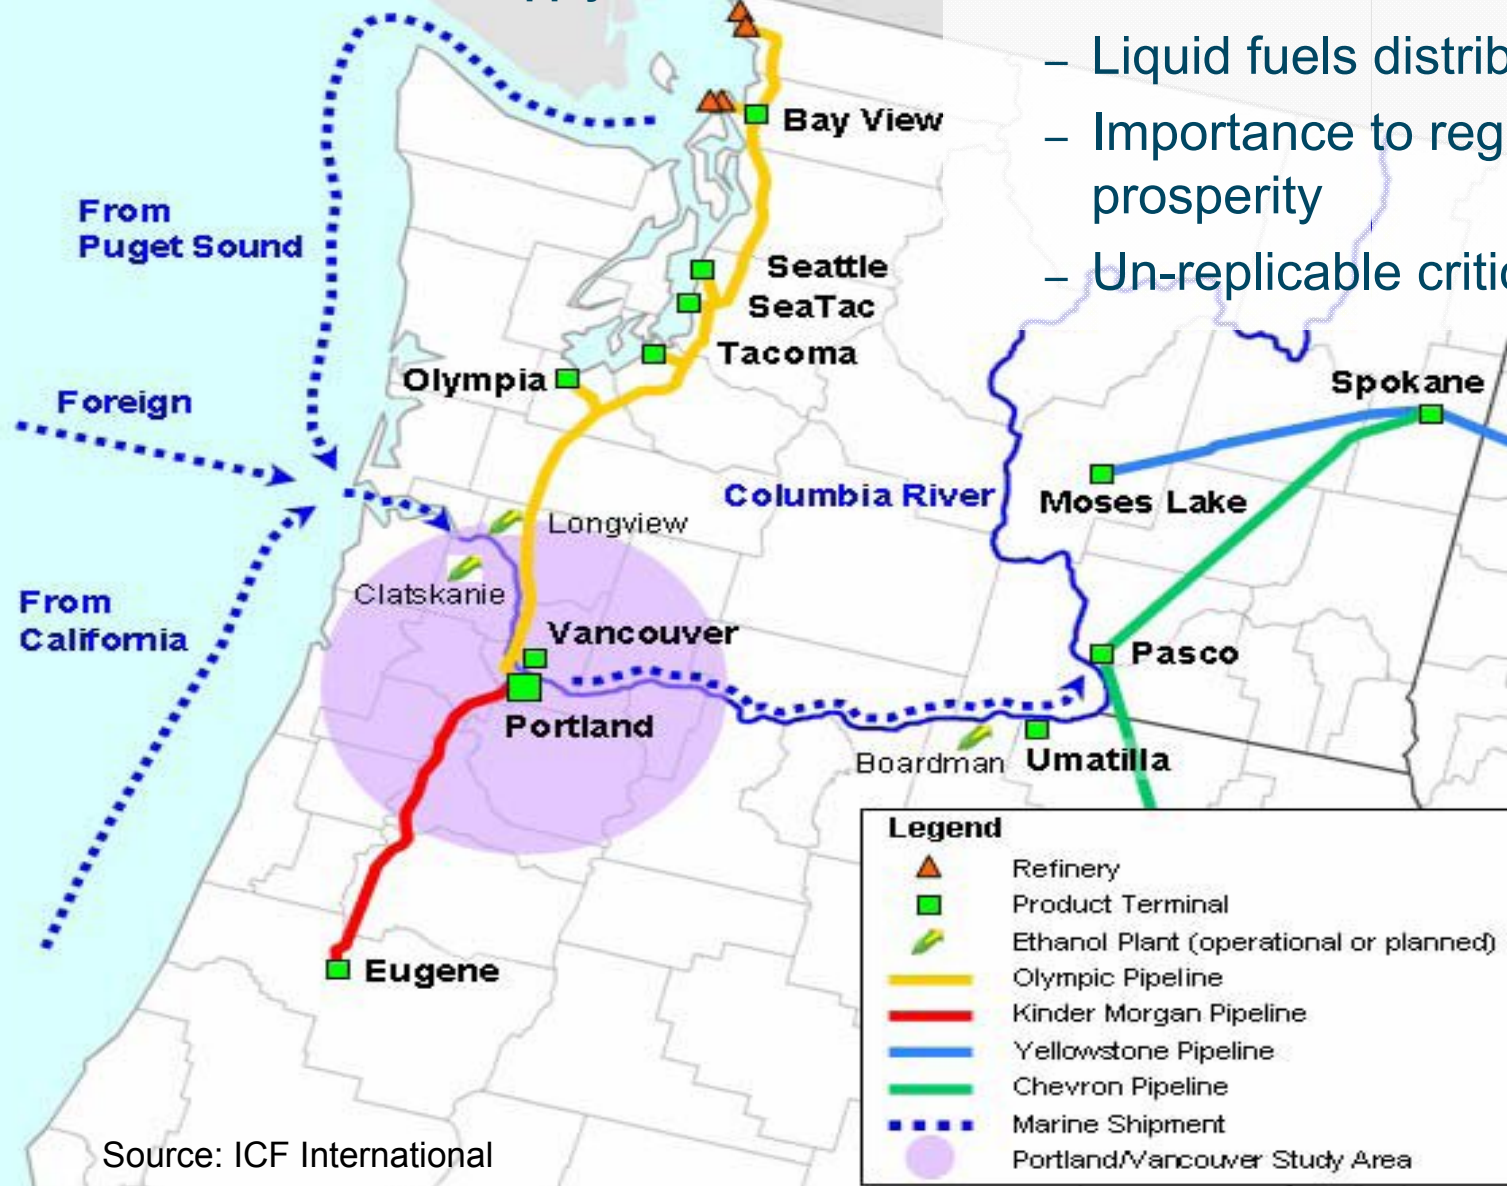 – Liquid fuels distrib
– Importance to reg
prosperity
– Un-replicable critic
Bay View
From
Puget Sound
Seattle
SeaTac
Tacoma
Olympia
Spokane
Foreign
Columbia River
Moses Lake
Longview
Clatskanie
From
California
Vancouver
Pasco
Portland
Boardman
Umatilla
Eugene
Legend
Refinery
Product Terminal
Ethanol Plant (operational or planned)
Olympic Pipeline
Kinder Morgan Pipeline
Yellowstone Pipeline
Chevron Pipeline
Marine Shipment
Portland/Vancouver Study Area
Source: ICF International